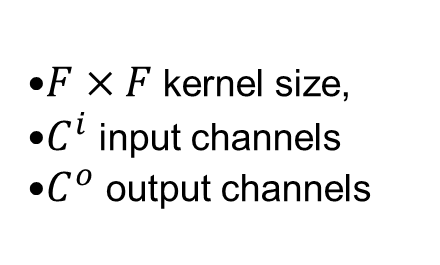 •F × F kernel size,
•Cⁱ input channels
•Cᵒ output channels